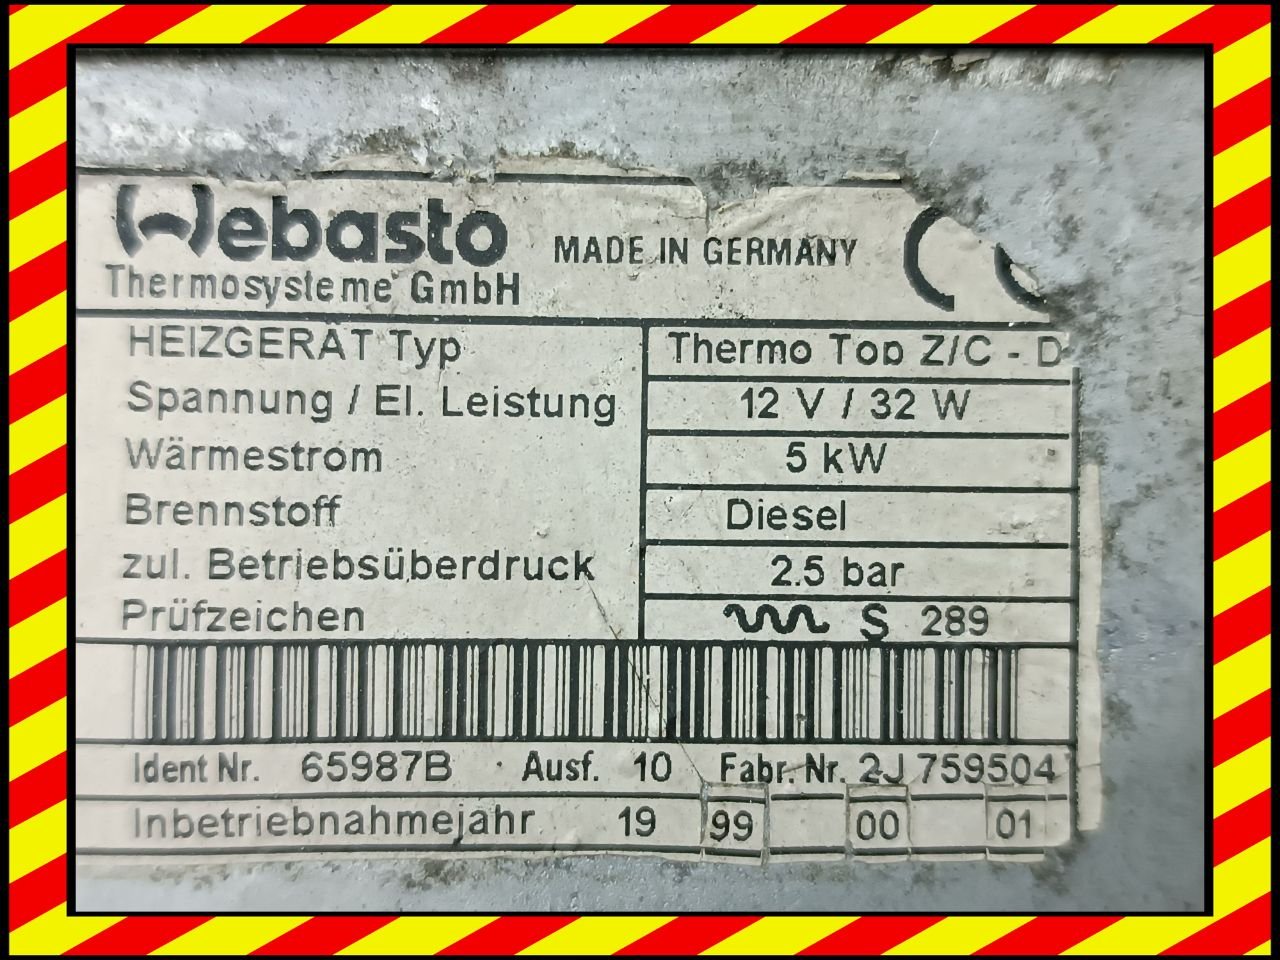 Webasto
Thermosysteme GmbH
MADE IN GERMANY
CE
HEIZGERÄT Typ Thermo Top Z/C - D
Spannung / El. Leistung 12 V / 32 W
Wärmestrom 5 kW
Brennstoff Diesel
zul. Betriebsüberdruck 2.5 bar
Prüfzeichen S 289
Ident Nr. 65987B Ausf. 10 Fabr. Nr. 2J 759504
Inbetriebnahmejahr 19 99 00 01